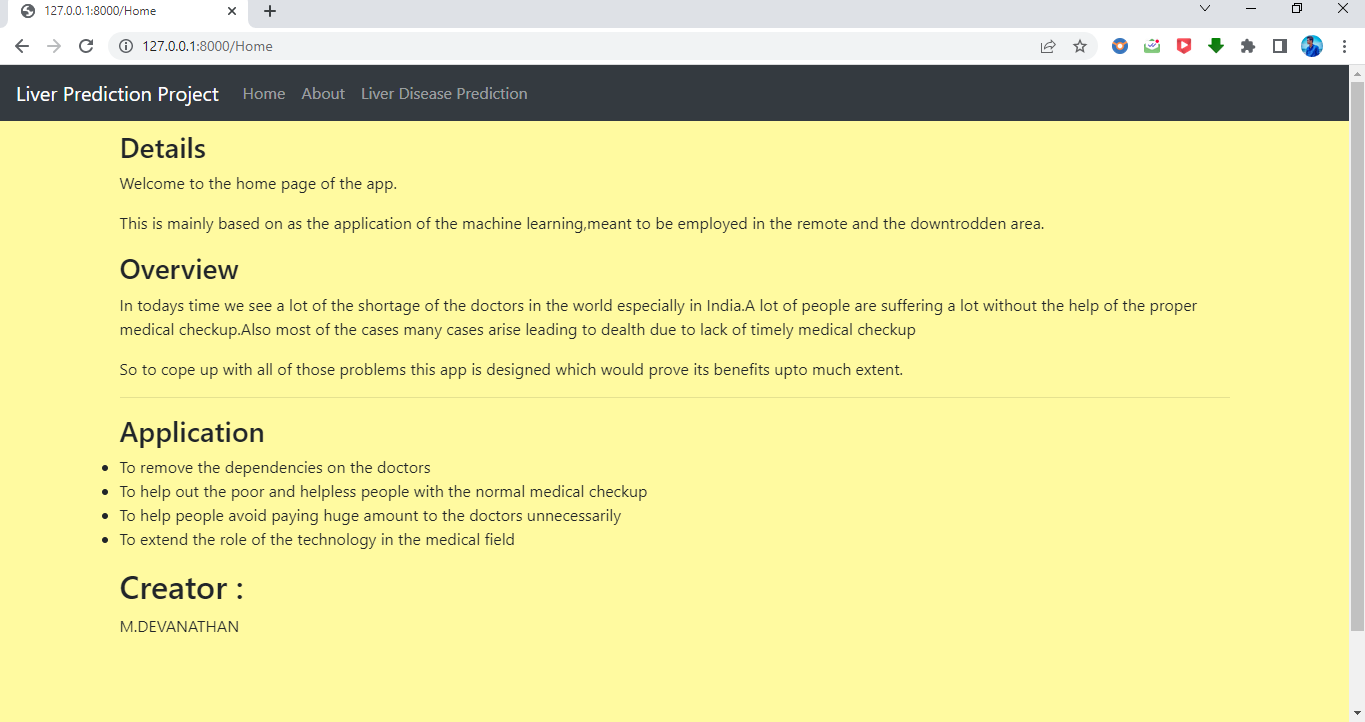 127.0.0.1:8000/Home
127.0.0.1:8000/Home
Liver Prediction Project Home About Liver Disease Prediction
Details
Welcome to the home page of the app.
This is mainly based on as the application of the machine learning,meant to be employed in the remote and the downtrodden area.
Overview
In todays time we see a lot of the shortage of the doctors in the world especially in India.A lot of people are suffering a lot without the help of the proper
medical checkup.Also most of the cases many cases arise leading to dealth due to lack of timely medical checkup
So to cope up with all of those problems this app is designed which would prove its benefits upto much extent.
Application
To remove the dependencies on the doctors
To help out the poor and helpless people with the normal medical checkup
To help people avoid paying huge amount to the doctors unnecessarily
To extend the role of the technology in the medical field
Creator :
M.DEVANATHAN